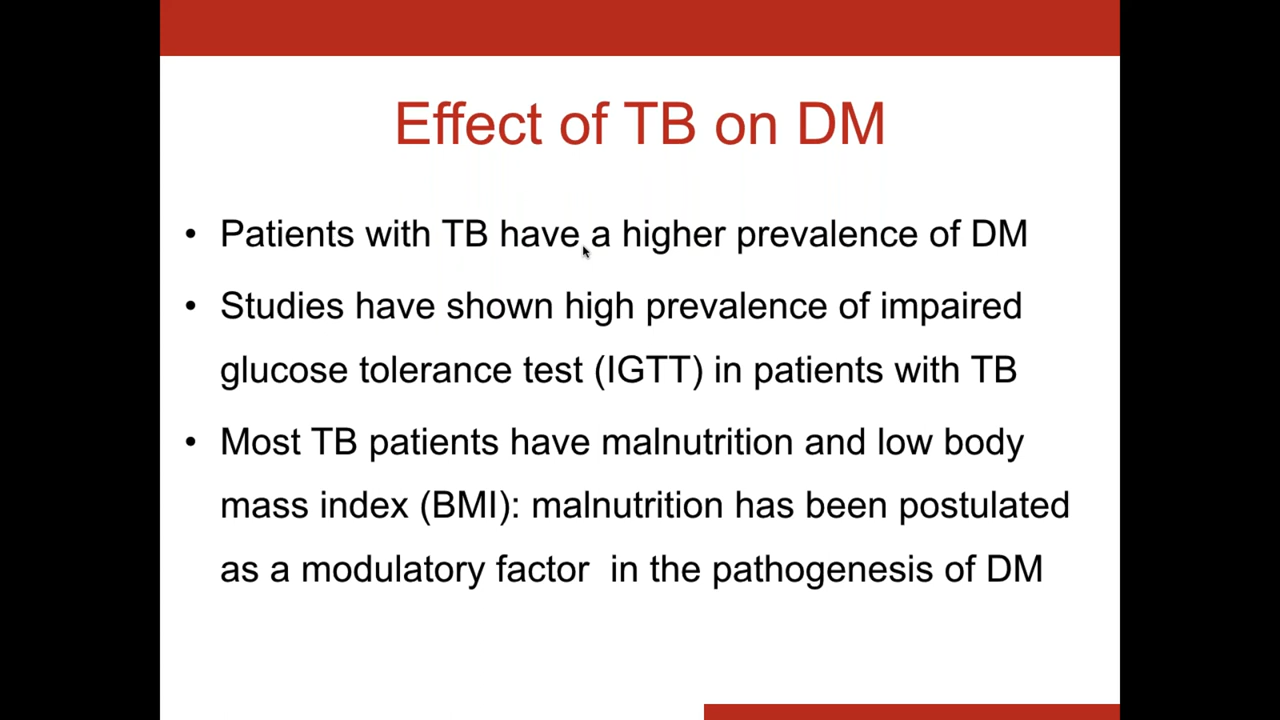 Effect of TB on DM
• Patients with TB have a higher prevalence of DM
• Studies have shown high prevalence of impaired
glucose tolerance test (IGTT) in patients with TB
• Most TB patients have malnutrition and low body
mass index (BMI): malnutrition has been postulated
as a modulatory factor  in the pathogenesis of DM